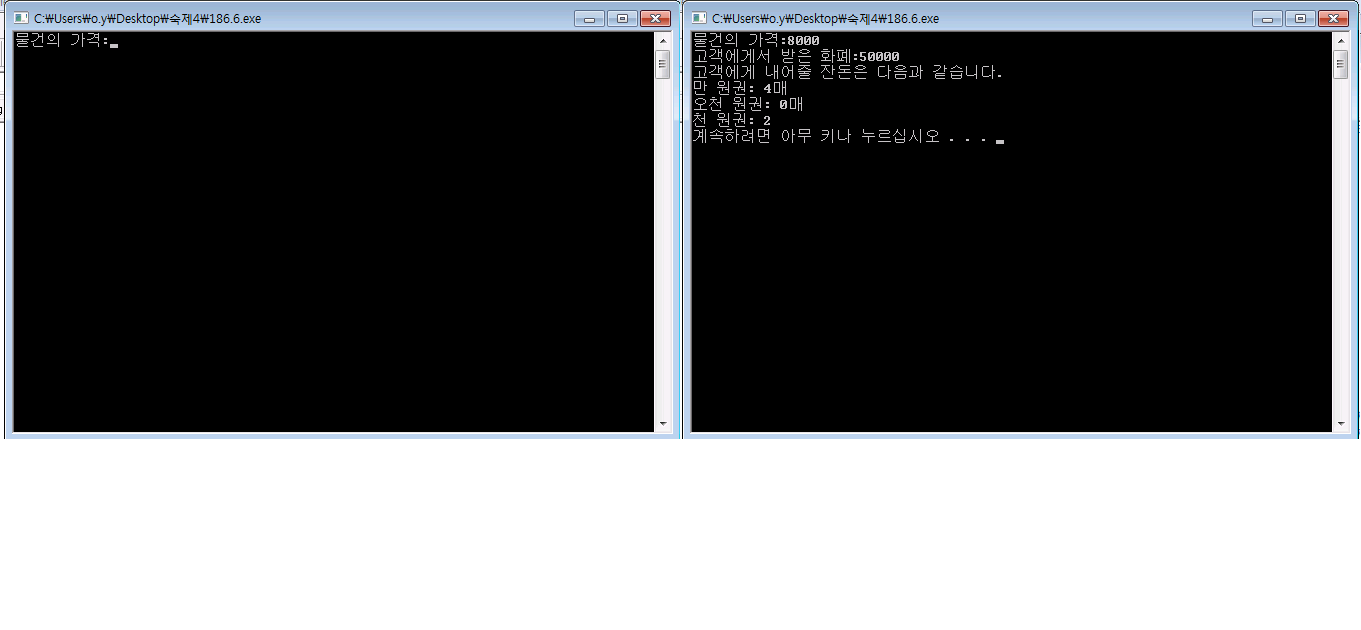 C:₩Users₩o.y₩Desktop₩숙제4₩186.6.exe
물건의 가격:
C:₩Users₩o.y₩Desktop₩숙제4₩186.6.exe
물건의 가격:8000
고객에게서 받은 화폐:50000
고객에게 내어줄 잔돈은 다음과 같습니다.
만 원권: 4매
오천 원권: 0매
천 원권: 2
계속하려면 아무 키나 누르십시오 . . .